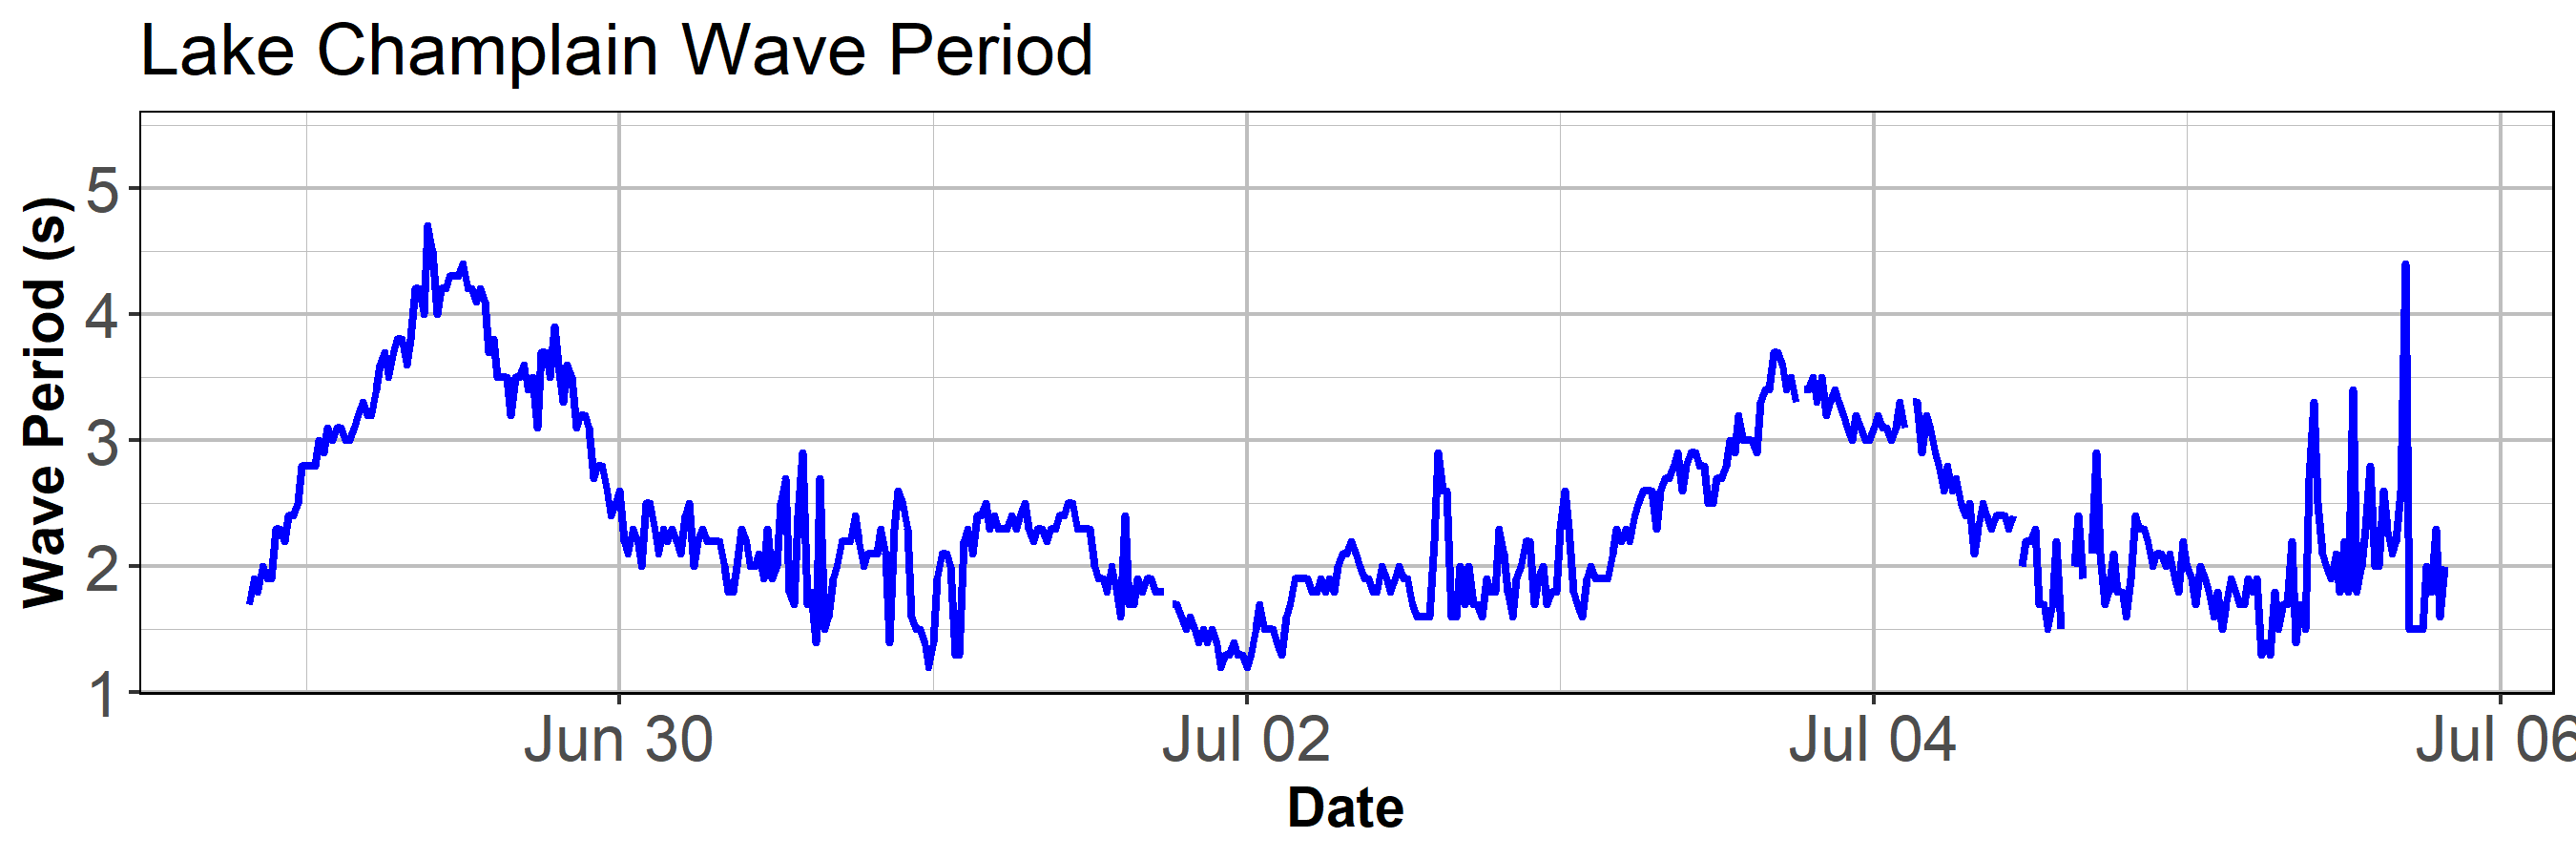 Lake Champlain Wave Period
Wave Period (s)
5
4
3
2
1
Jun 30
Jul 02
Jul 04
Jul 06
Date